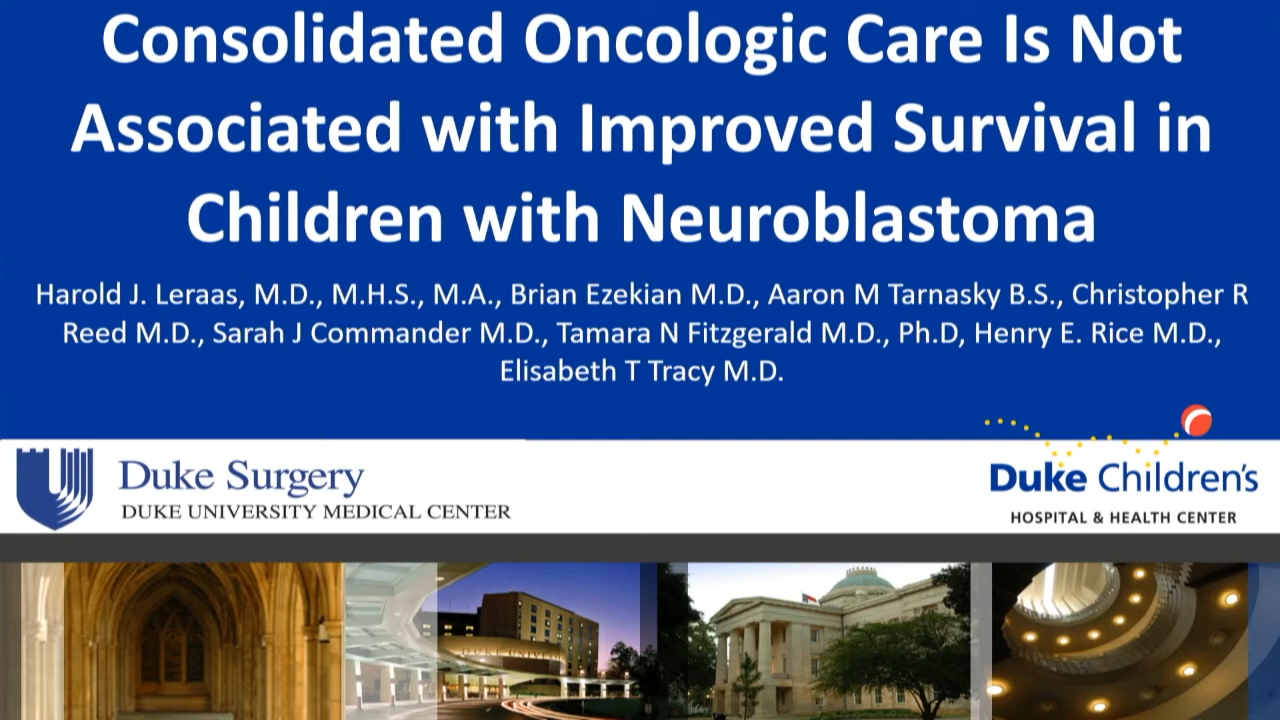 Consolidated Oncologic Care Is Not
Associated with Improved Survival in
Children with Neuroblastoma
Harold J. Leraas, M.D., M.H.S., M.A., Brian Ezekian M.D., Aaron M Tarnasky B.S., Christopher R
Reed M.D., Sarah J Commander M.D., Tamara N Fitzgerald M.D., Ph.D, Henry E. Rice M.D.,
Elisabeth T Tracy M.D.
Duke Surgery
DUKE UNIVERSITY MEDICAL CENTER
Duke Children's
HOSPITAL & HEALTH CENTER